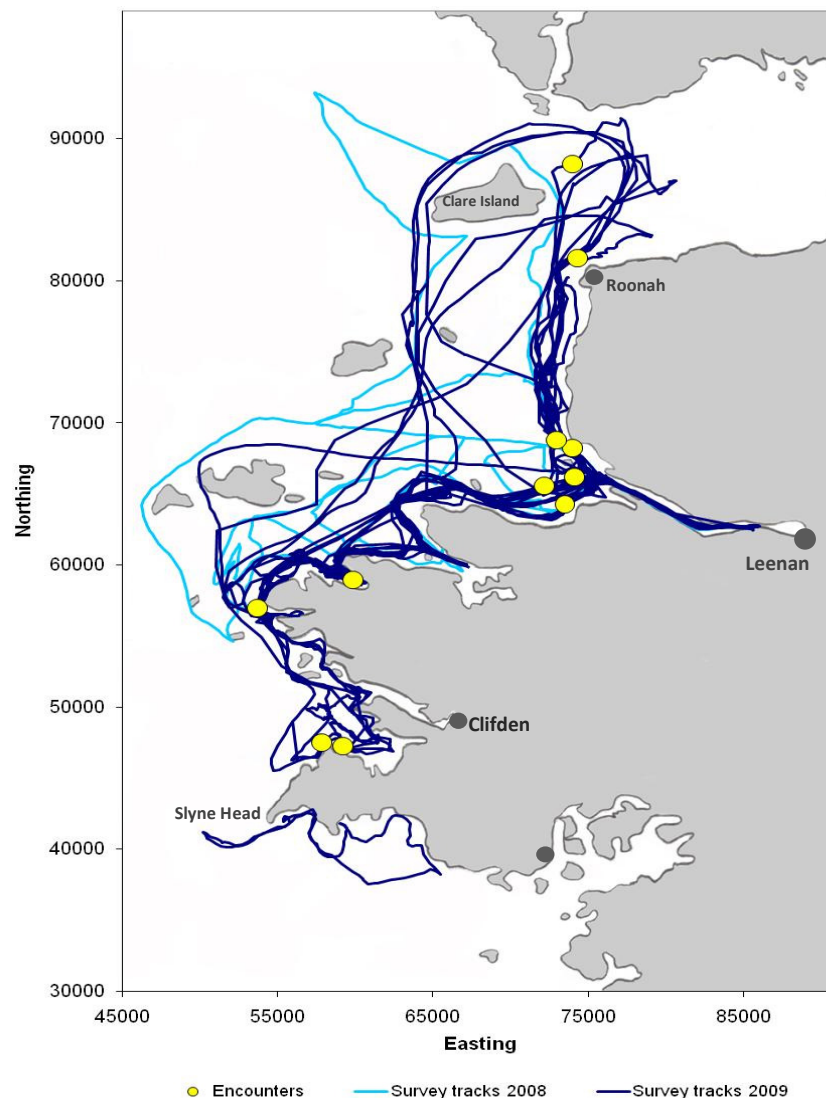 90000
Clare Island
80000
Roonah
70000
Northing
60000
Leenan
50000
Clifden
Slyne Head
40000
30000
45000 55000 65000 75000 85000
Easting
Encounters Survey tracks 2008 Survey tracks 2009